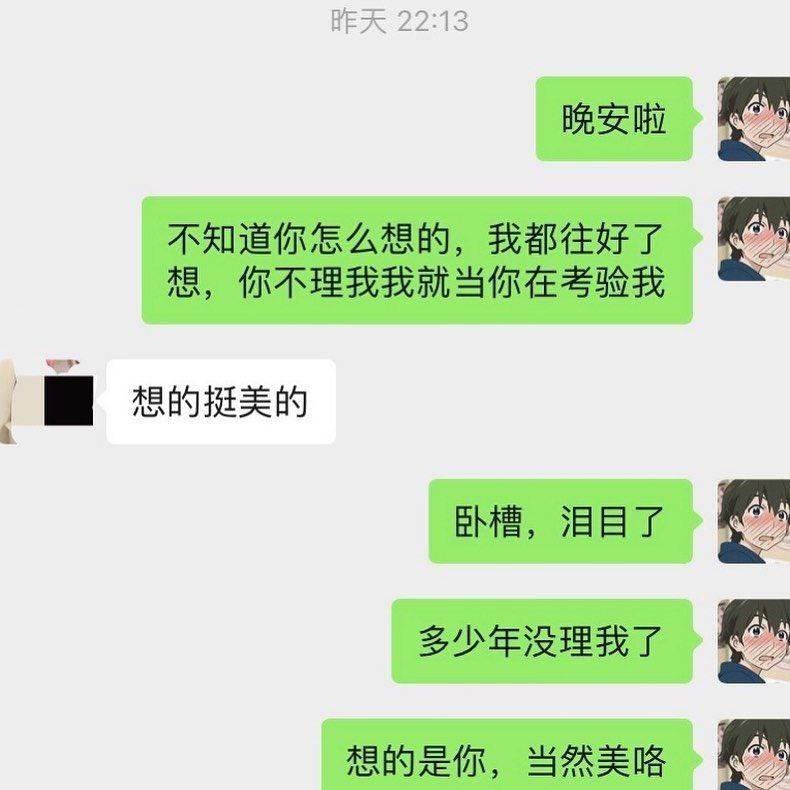 昨天 22:13
晚安啦
不知道你怎么想的，我都往好了
想，你不理我我就当你在考验我
想的挺美的
卧槽，泪目了
多少年没理我了
想的是你，当然美咯